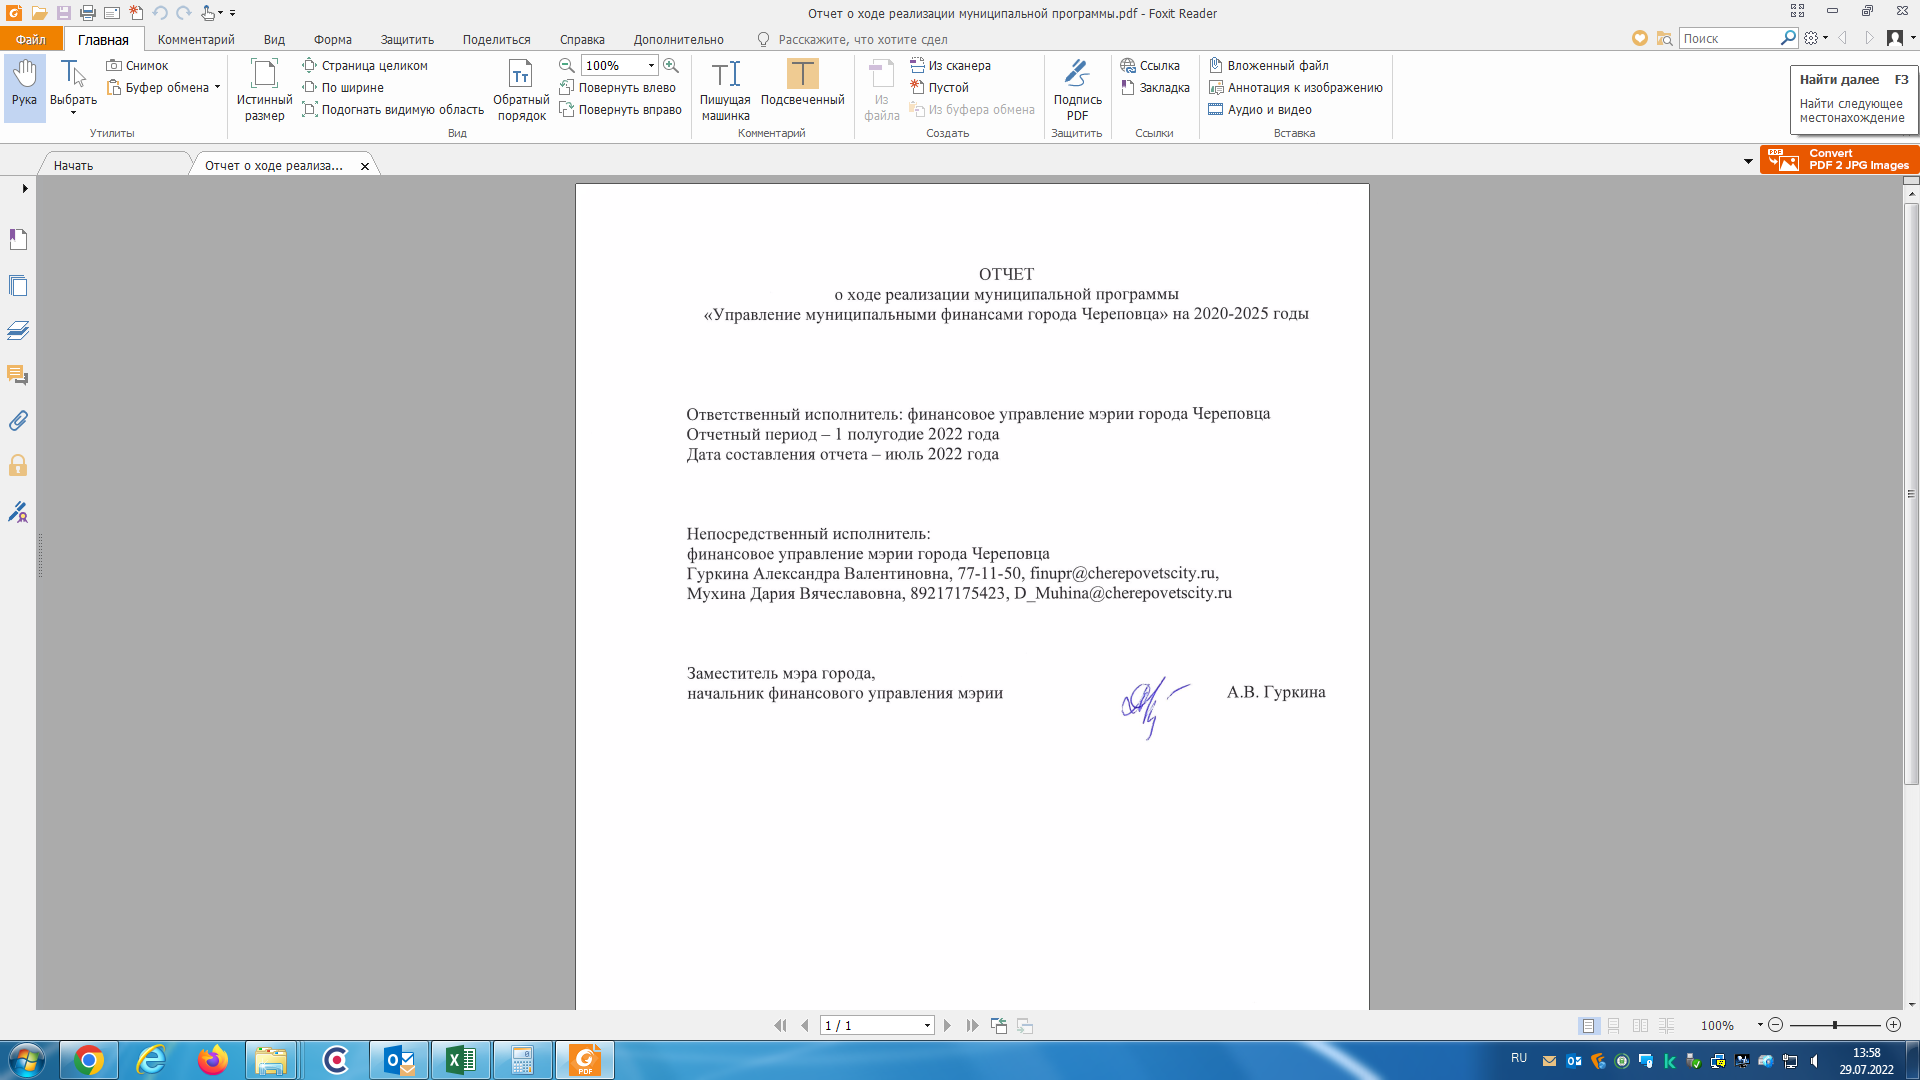 Отчет о ходе реализации муниципальной программы.pdf - Foxit Reader
Файл Главная Комментарий Вид Форма Защитить Поделиться Справка Дополнительно Расскажите, что хотите сделать Поиск
Рука
Выбрать
Снимок
Буфер обмена
Утилиты
Истинный размер
Страница целиком
По ширине
Подогнать видимую область
Обратный порядок
100%
Повернуть влево
Повернуть вправо
Вид
Пишущая машинка
Подсвеченный
Комментарий
Из файла
Из сканера
Пустой
Из буфера обмена
Создать
Подпись PDF
Защитить
Ссылка
Закладка
Ссылки
Вложенный файл
Аннотация к изображению
Аудио и видео
Вставка
Найти далее F3
Найти следующее
местонахождение
Начать
Отчет о ходе реализа...
Convert
PDF 2 JPG Images
ОТЧЕТ
о ходе реализации муниципальной программы
«Управление муниципальными финансами города Череповца» на 2020-2025 годы
Ответственный исполнитель: финансовое управление мэрии города Череповца
Отчетный период – 1 полугодие 2022 года
Дата составления отчета – июль 2022 года
Непосредственный исполнитель:
финансовое управление мэрии города Череповца
Гуркина Александра Валентиновна, 77-11-50, finupr@cherepovetscity.ru,
Мухина Дария Вячеславовна, 89217175423, D_Muhina@cherepovetscity.ru
Заместитель мэра города,
начальник финансового управления мэрии А.В. Гуркина
1 / 1
100%
RU
13:58
29.07.2022